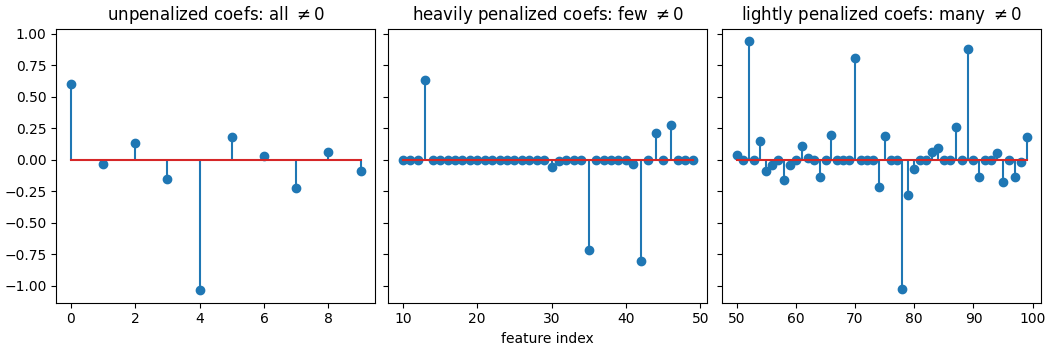 unpenalized coefs: all ≠0
heavily penalized coefs: few ≠0
lightly penalized coefs: many ≠0
1.00
0.75
0.50
0.25
0.00
−0.25
−0.50
−0.75
−1.00
0 2 4 6 8
10 20 30 40 50
50 60 70 80 90 100
feature index